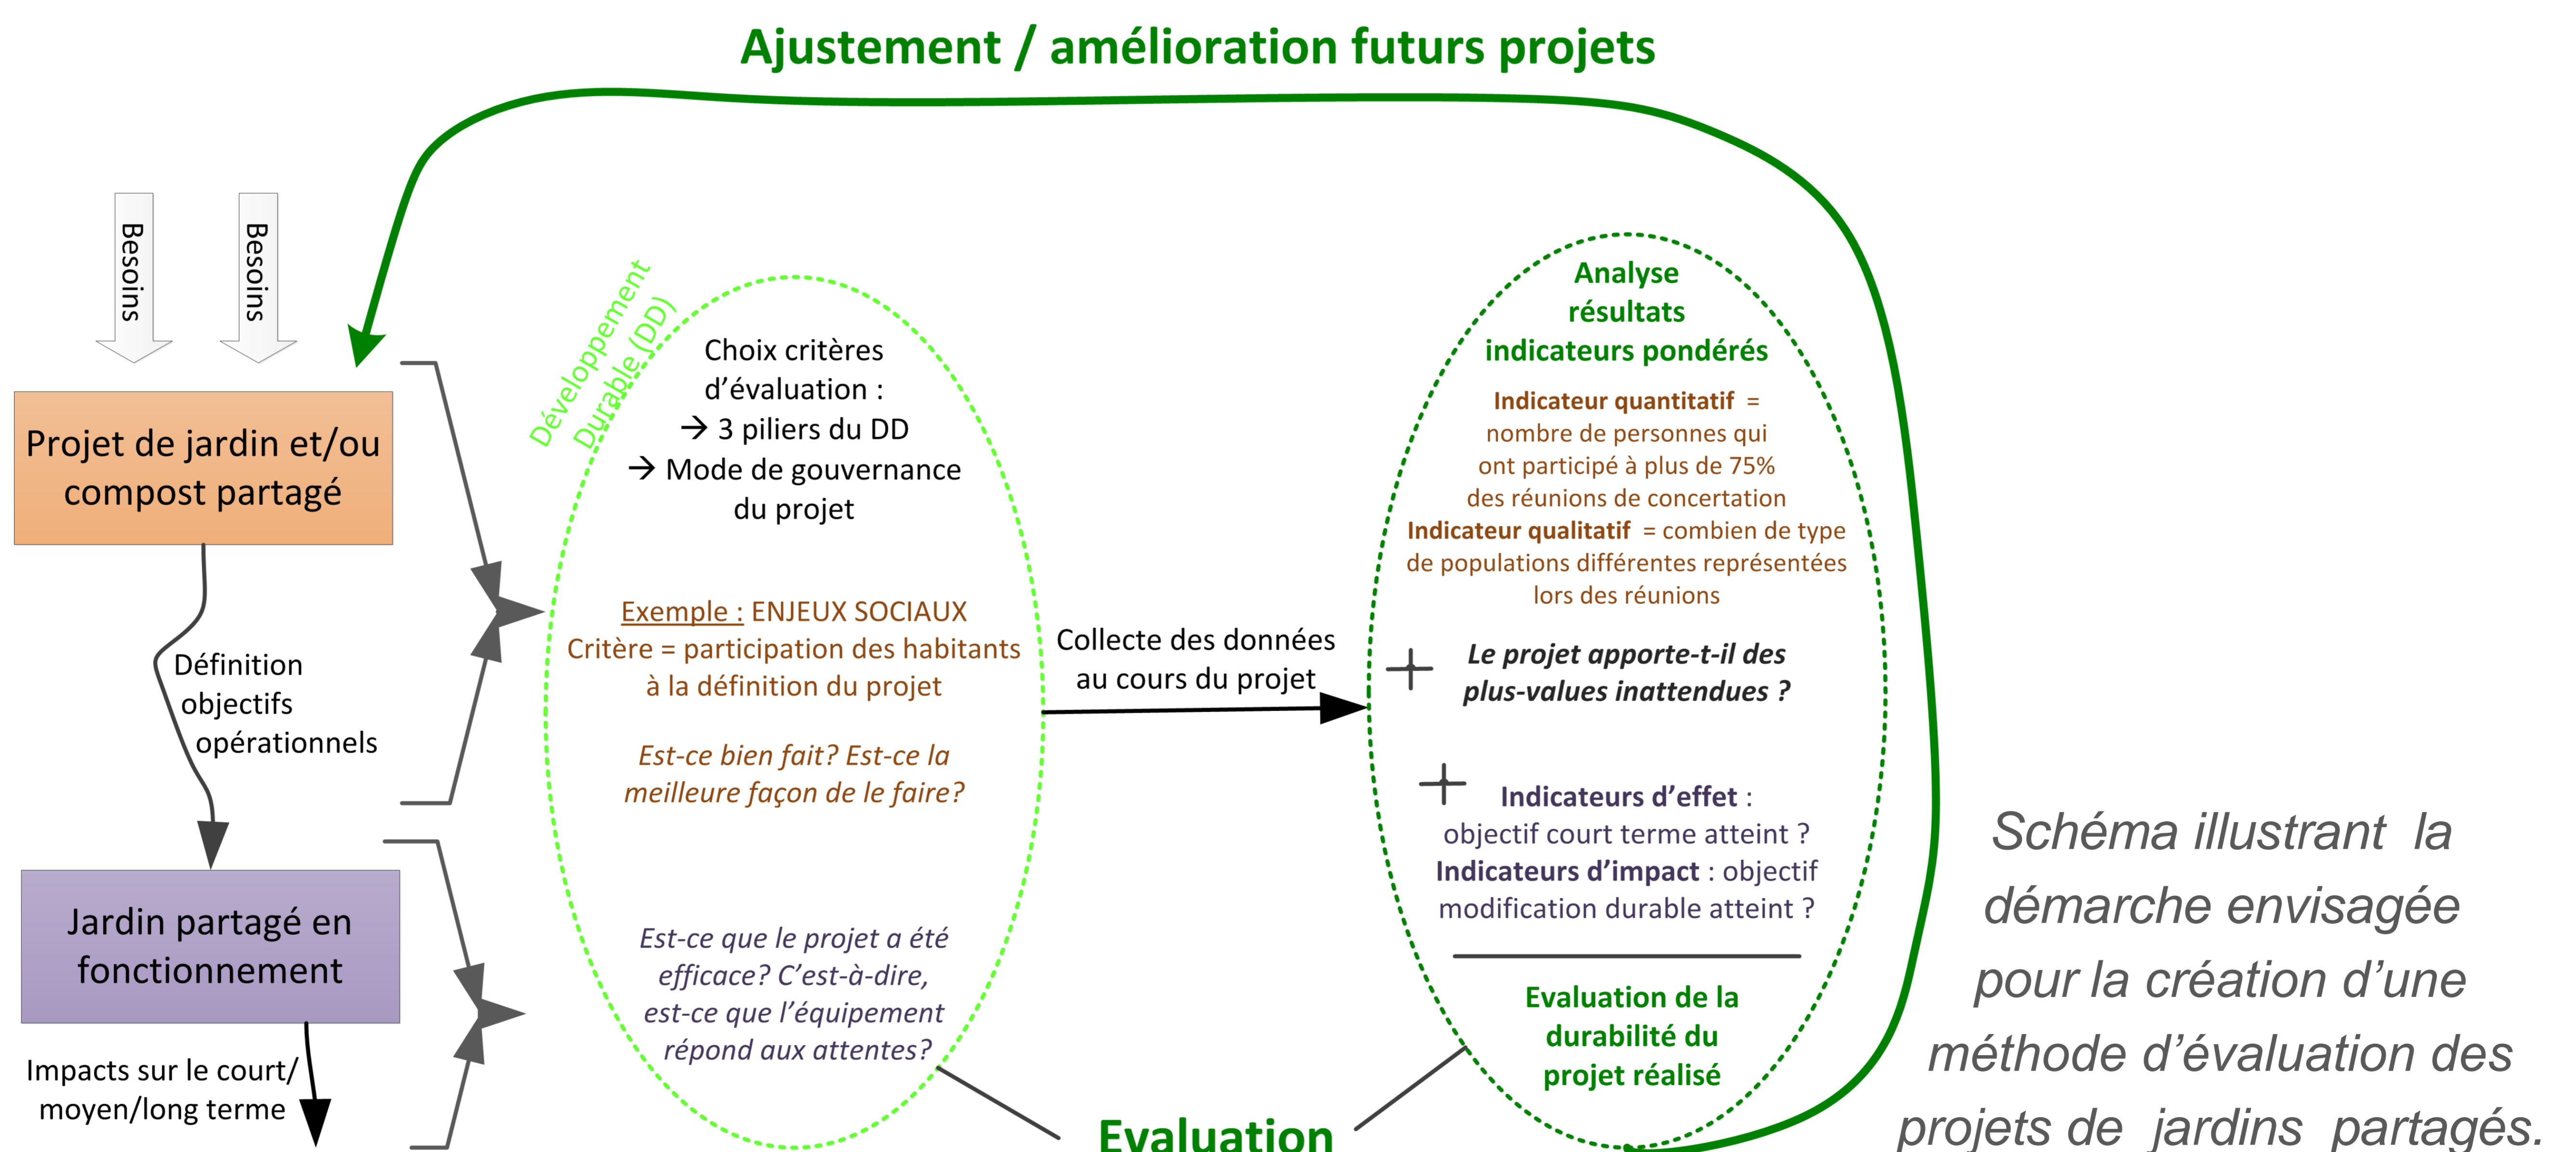 Ajustement / amélioration futurs projets
Besoins
Besoins
Projet de jardin et/ou
compost partagé
Définition
objectifs
opérationnels
Jardin partagé en
fonctionnement
Impacts sur le court/
moyen/long terme
Développement
Durable (DD)
Choix critères
d’évaluation :
→ 3 piliers du DD
→ Mode de gouvernance
du projet
Exemple : ENJEUX SOCIAUX
Critère = participation des habitants
à la définition du projet
Est-ce bien fait? Est-ce la
meilleure façon de le faire?
Est-ce que le projet a été
efficace? C’est-à-dire,
est-ce que l’équipement
répond aux attentes?
Collecte des données
au cours du projet
Analyse
résultats
indicateurs pondérés
Indicateur quantitatif =
nombre de personnes qui
ont participé à plus de 75%
des réunions de concertation
Indicateur qualitatif = combien de type
de populations différentes représentées
lors des réunions
Le projet apporte-t-il des
plus-values inattendues ?
Indicateurs d’effet :
objectif court terme atteint ?
Indicateurs d’impact : objectif
modification durable atteint ?
Evaluation de la
durabilité du
projet réalisé
Evaluation
Schéma illustrant la
démarche envisagée
pour la création d’une
méthode d’évaluation des
projets de jardins partagés.